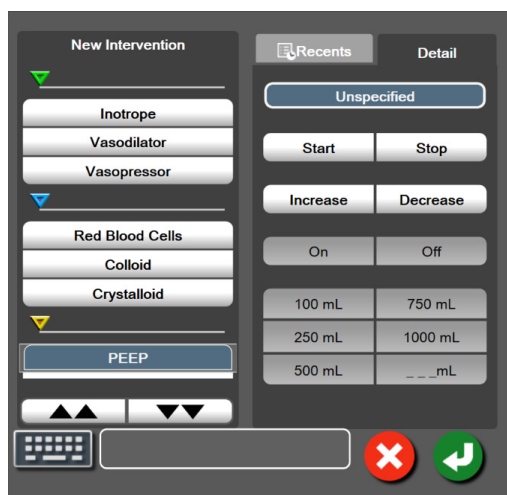 New Intervention
Inotrope
Vasodilator
Vasopressor
Red Blood Cells
Colloid
Crystalloid
PEEP
Recents
Detail
Unspecified
Start Stop
Increase Decrease
On Off
100 mL 750 mL
250 mL 1000 mL
500 mL _ _ _mL